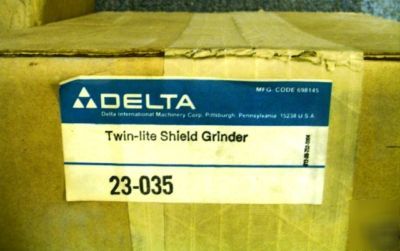 DELTA
MFG. CODE 698145
Delta International Machinery Corp. Pittsburgh, Pennsylvania 15238 U.S.A.
Twin-lite Shield Grinder
23-035